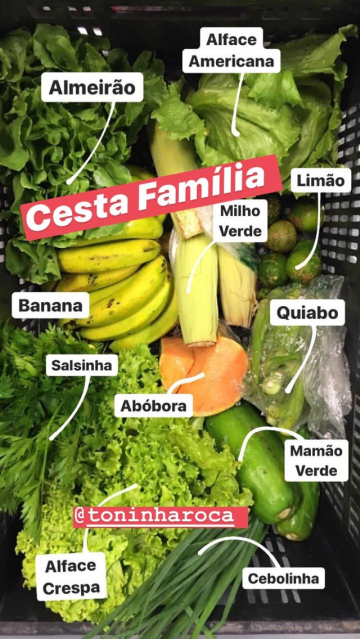 Alface
Americana
Almeirão
Cesta Família
Limão
Milho
Verde
Banana
Quiabo
Salsinha
Abóbora
Mamão
Verde
@toninharoca
Alface
Crespa
Cebolinha